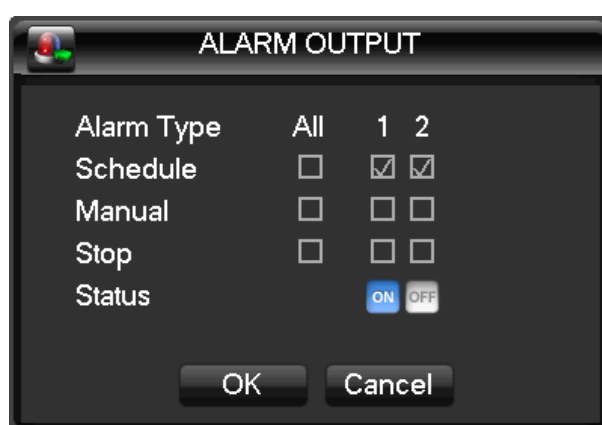 ALARM OUTPUT
Alarm Type All 1 2
Schedule
Manual
Stop
Status ON OFF
OK Cancel